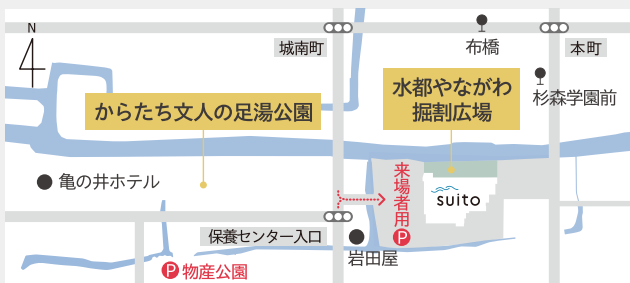 N
城南町
布橋
本町
杉森学園前
からたち文人の足湯公園
水都やながわ
掘割広場
亀の井ホテル
来場者用
P
suito
保養センター入口
岩田屋
P 物産公園